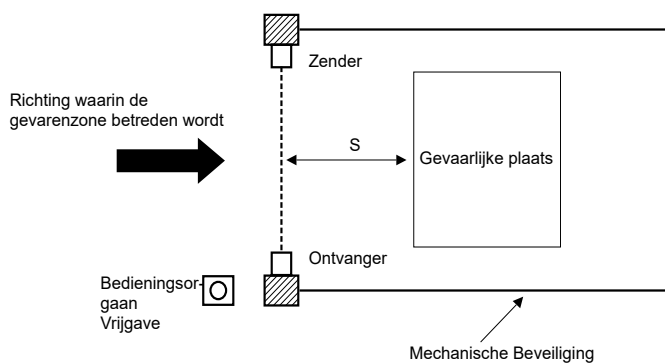 Zender
Richting waarin de
gevarenzone betreden wordt
S
Gevaarlijke plaats
Ontvanger
Bedieningsor-
gaan
Vrijgave
Mechanische Beveiliging